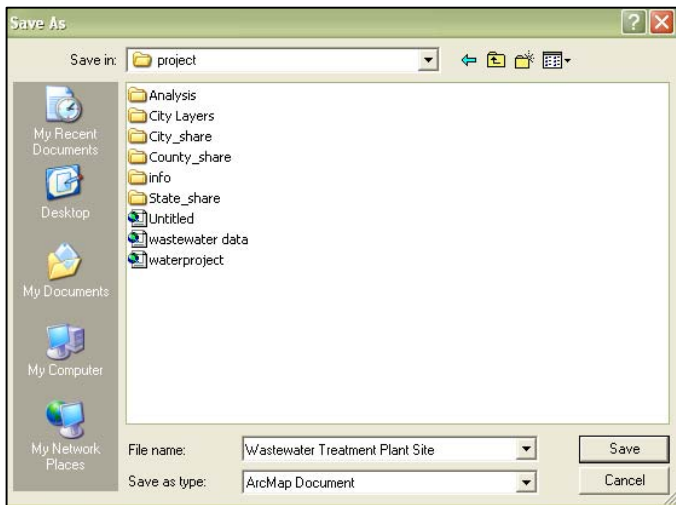 Save As
Save in: project
My Recent
Documents
Desktop
My Documents
My Computer
My Network
Places
Analysis
City Layers
City_share
County_share
info
State_share
Untitled
wastewater data
waterproject
File name: Wastewater Treatment Plant Site Save
Save as type: ArcMap Document Cancel